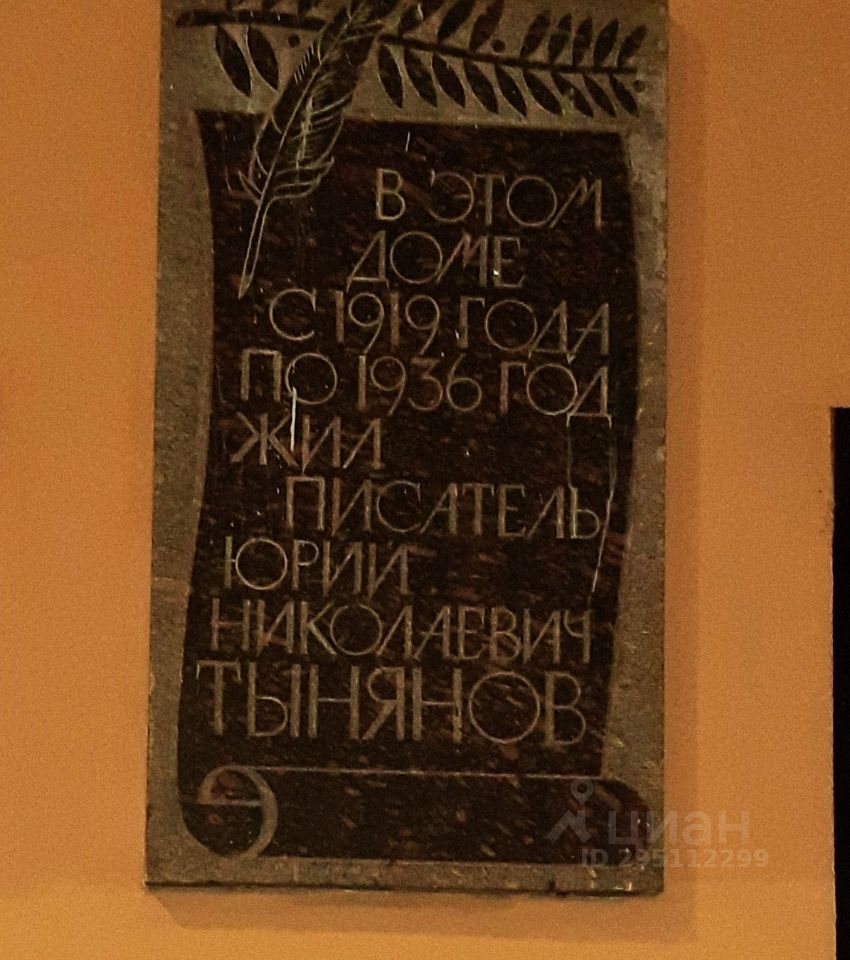 В ЭТОМ
ДОМЕ
С 1919 ГОДА
ПО 1936 ГОД
ЖИЛ
ПИСАТЕЛЬ
ЮРИЙ
НИКОЛАЕВИЧ
ТЫНЯНОВ
циан
ID 295112299